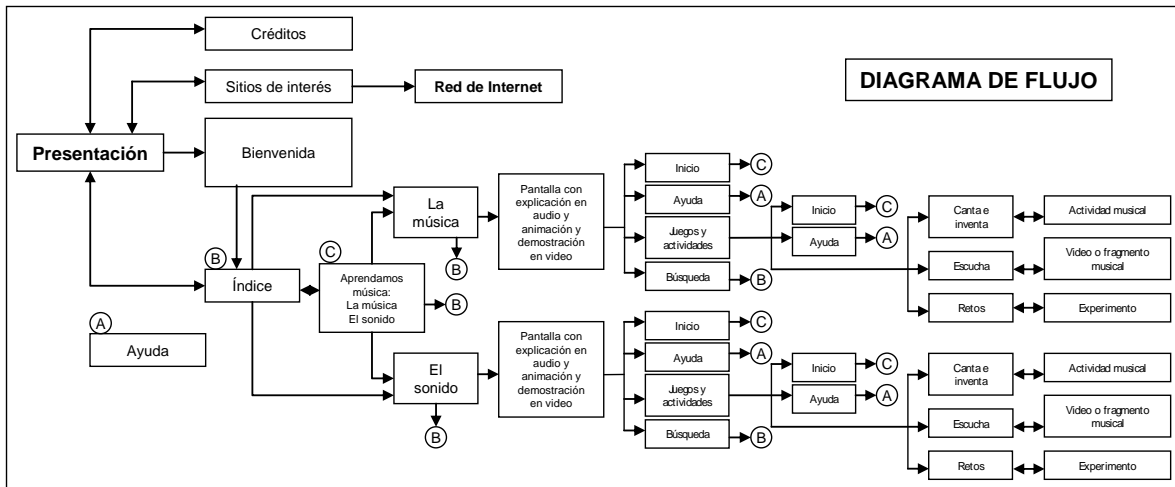 Créditos
Sitios de interés
Red de Internet
DIAGRAMA DE FLUJO
Presentación
Bienvenida
B
Índice
A
Ayuda
C
Aprendamos
música:
La música
El sonido
B
La
música
B
Pantalla con
explicación en
audio y
animación y
demostración
en video
Inicio
C
Ayuda
A
Juegos y
actividades
Búsqueda
B
Inicio
C
Ayuda
A
Canta e
inventa
Actividad musical
Escucha
Video o fragmento
musical
Retos
Experimento
El
sonido
B
Pantalla con
explicación en
audio y
animación y
demostración
en video
Inicio
C
Ayuda
A
Juegos y
actividades
Búsqueda
B
Inicio
C
Ayuda
A
Canta e
inventa
Actividad musical
Escucha
Video o fragmento
musical
Retos
Experimento